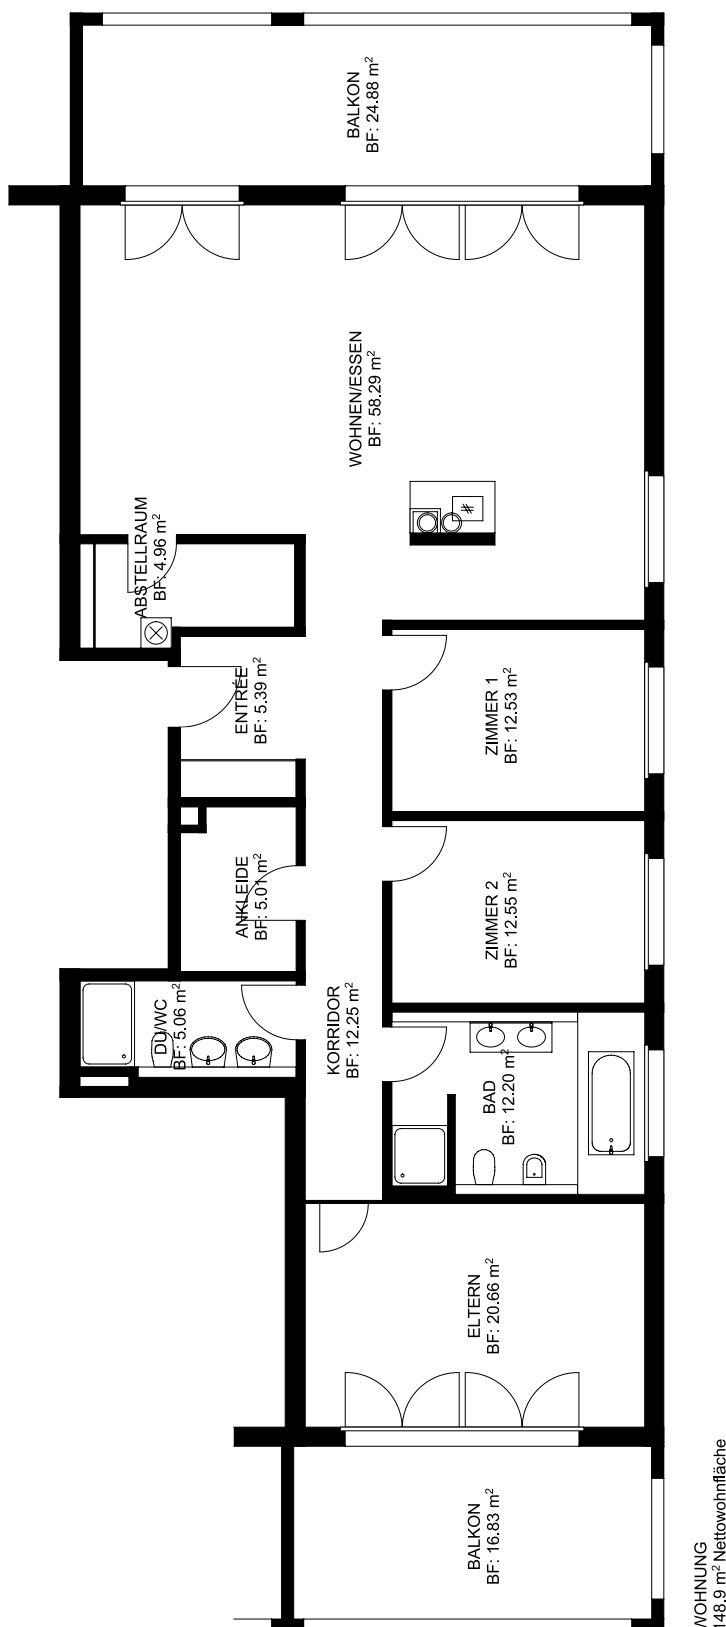 BALKON
BF: 24.88 m²
WOHNEN/ESSEN
BF: 58.29 m²
ABSTELLRAUM
BF: 4.96 m²
ENTRÉE
BF: 5.39 m²
ZIMMER 1
BF: 12.53 m²
ANKLEIDE
BF: 5.01 m²
ZIMMER 2
BF: 12.55 m²
DU/WC
BF: 5.06 m²
KORRIDOR
BF: 12.25 m²
BAD
BF: 12.20 m²
ELTERN
BF: 20.66 m²
BALKON
BF: 16.83 m²
WOHNUNG
148.9 m² Nettowohnfläche